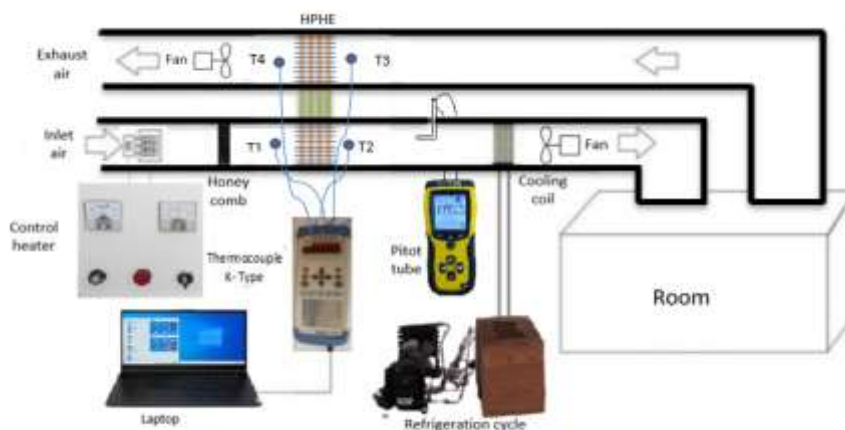 HPHE
Exhaust
air
Fan
T4
T3
Inlet
air
T1
T2
Fan
Honey
comb
Cooling
coil
Control
heater
Thermocouple
K- Type
Pitot
tube
Room
Laptop
Refrigeration cycle